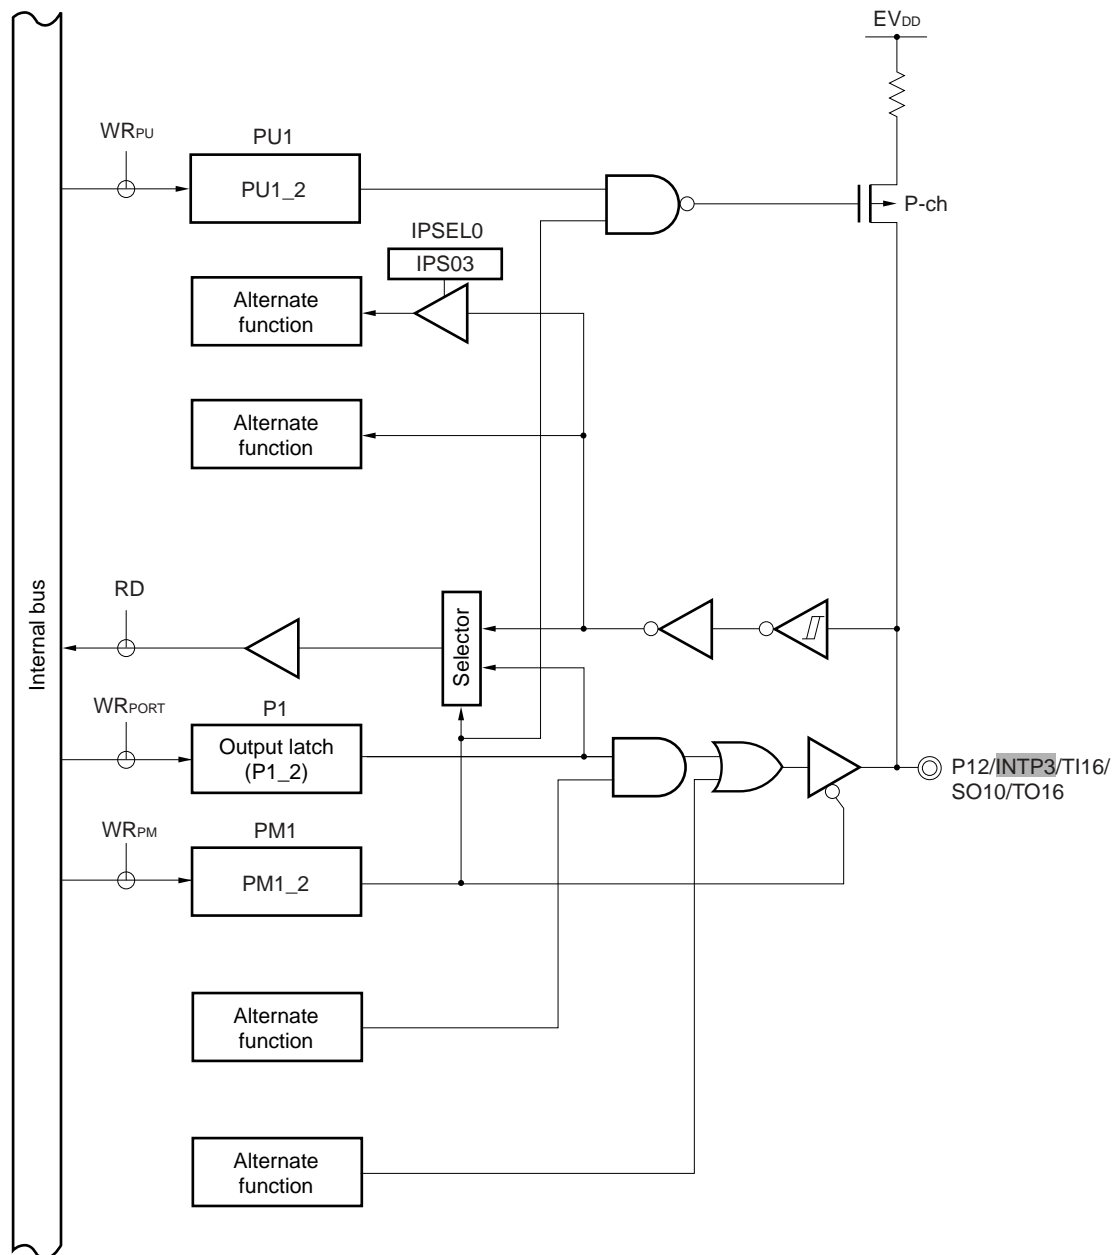 EVDD
WRPU
PU1
PU1_2
P-ch
IPSEL0
IPS03
Alternate
function
Alternate
function
Internal bus
RD
Selector
WRPORT
P1
Output latch
(P1_2)
P12/INTP3/TI16/
SO10/TO16
WRPM
PM1
PM1_2
Alternate
function
Alternate
function